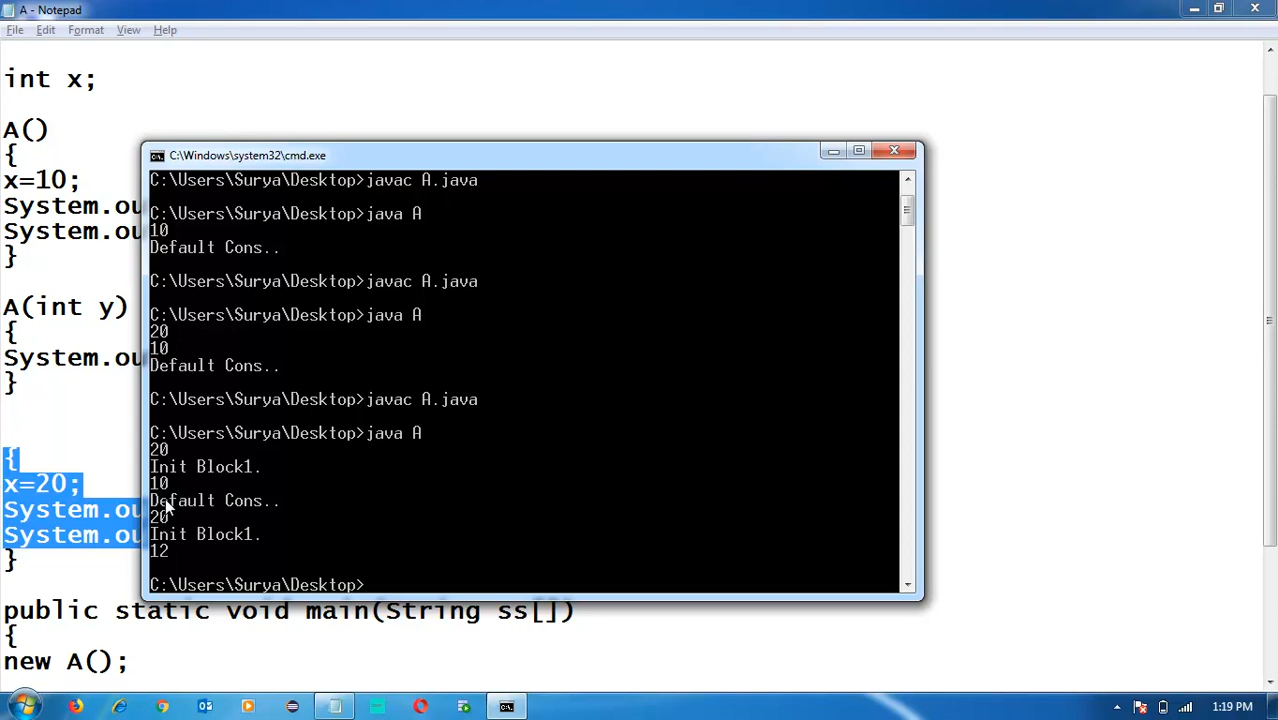 A - Notepad
File Edit Format View Help
int x;
A()
{
x=10;
System.ou
System.ou
}
A(int y)
{
System.ou
}
{
x=20;
System.ou
System.ou
}
public static void main(String ss[])
{
new A();
C:\Windows\system32\cmd.exe
C:\Users\Surya\Desktop>javac A.java
C:\Users\Surya\Desktop>java A
10
Default Cons..
C:\Users\Surya\Desktop>javac A.java
C:\Users\Surya\Desktop>java A
20
10
Default Cons..
C:\Users\Surya\Desktop>javac A.java
C:\Users\Surya\Desktop>java A
20
Init Block1.
10
Default Cons..
20
Init Block1.
12
C:\Users\Surya\Desktop>
1:19 PM